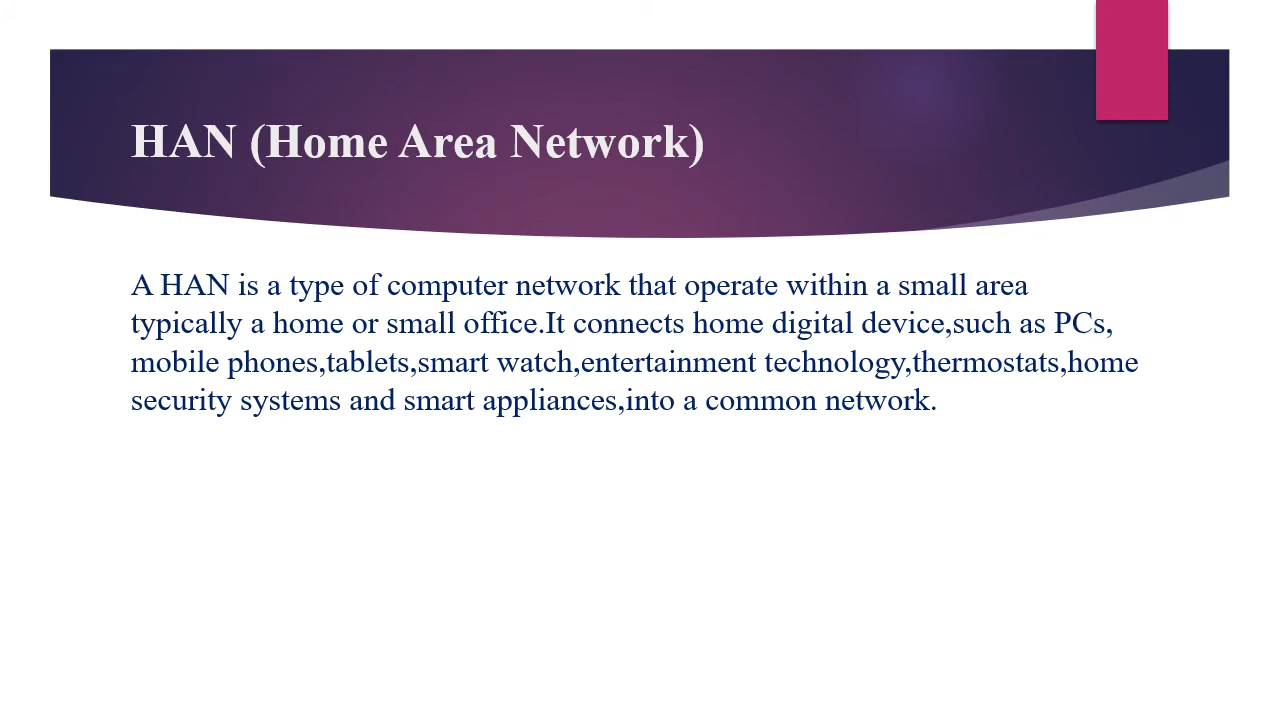 HAN (Home Area Network)
A HAN is a type of computer network that operate within a small area
typically a home or small office.It connects home digital device,such as PCs,
mobile phones,tablets,smart watch,entertainment technology,thermostats,home
security systems and smart appliances,into a common network.